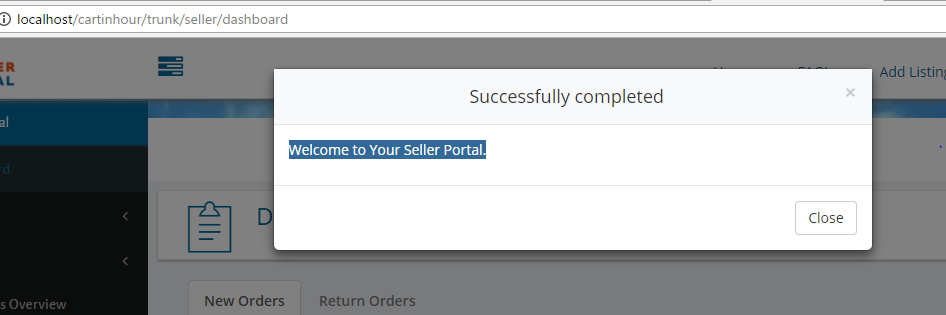 localhost/cartinhour/trunk/seller/dashboard
ER
AL
Add Listing
Successfully completed
×
al
Welcome to Your Seller Portal.
rd
D
Close
New Orders
Return Orders
s Overview